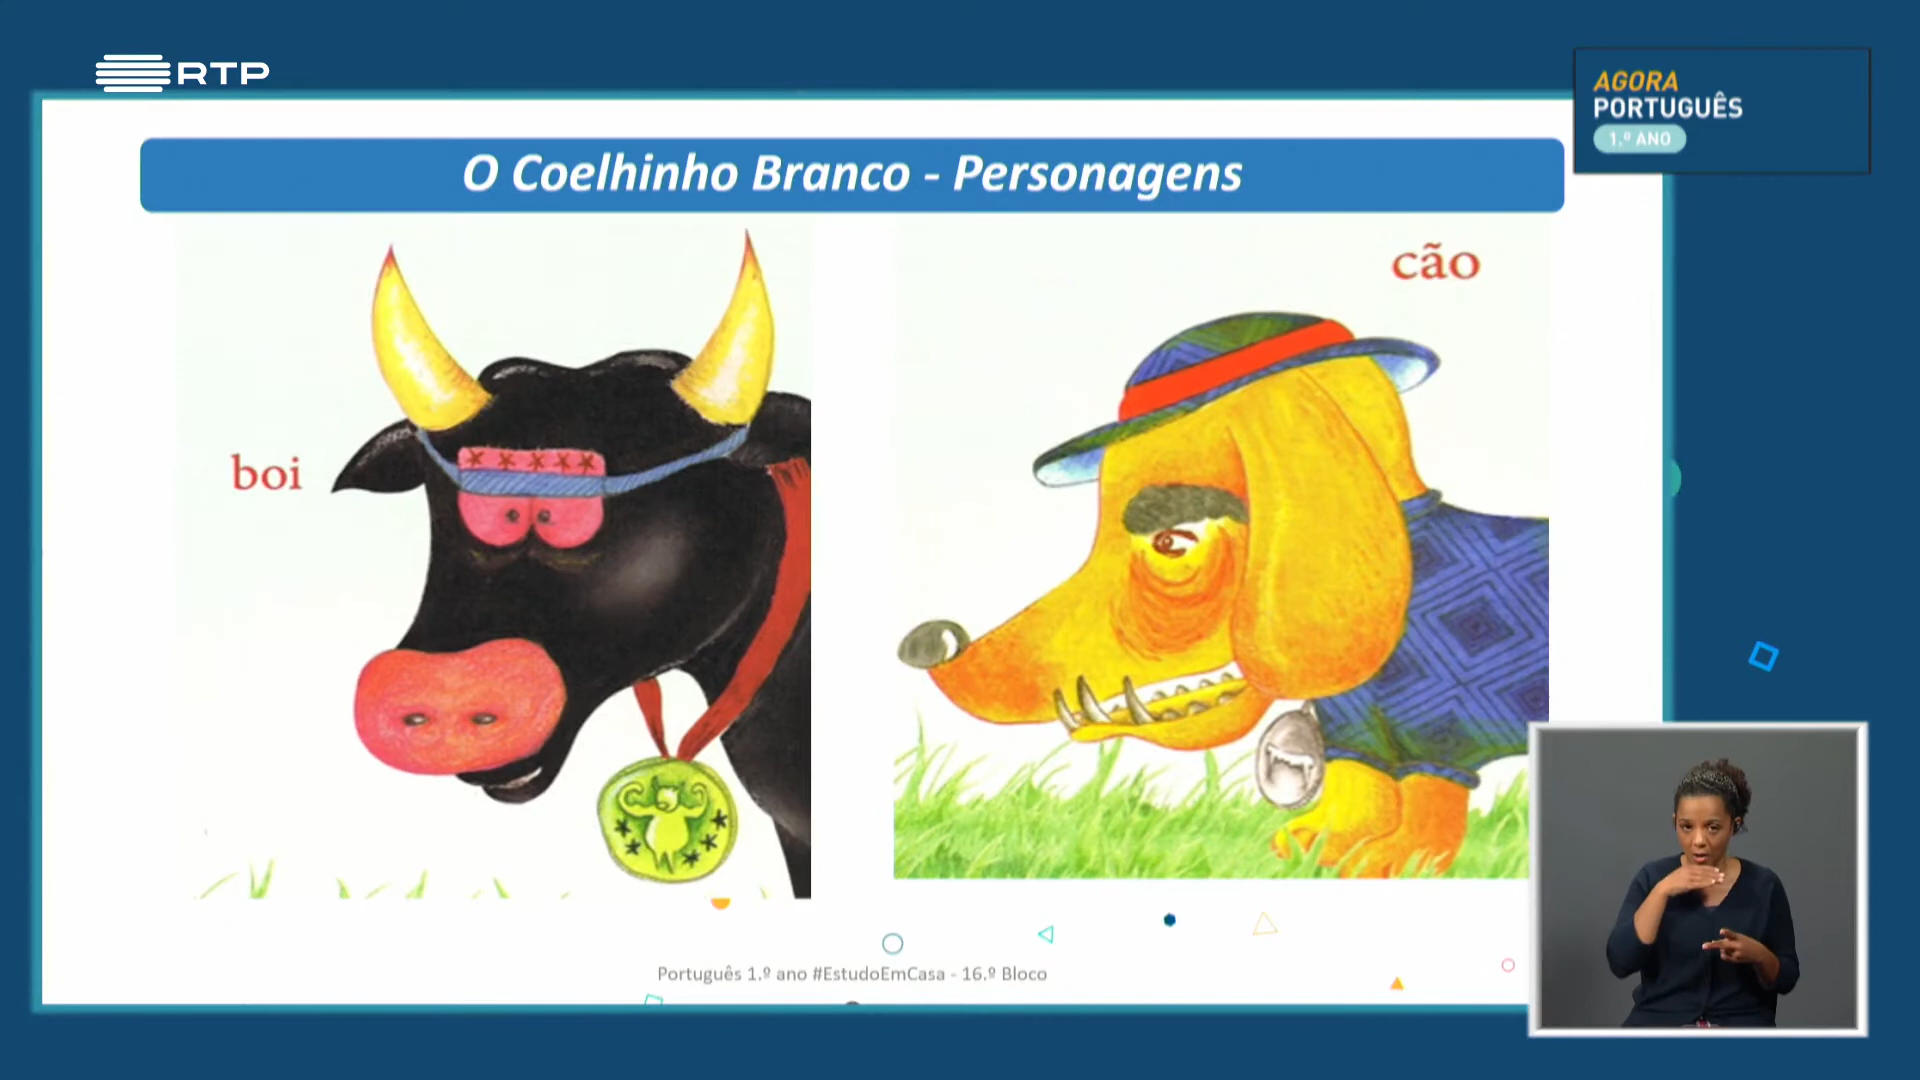 RTP
AGORA
PORTUGUÊS
1.º ANO
O Coelhinho Branco - Personagens
cão
boi
Português 1.º ano #EstudoEmCasa - 16.º Bloco